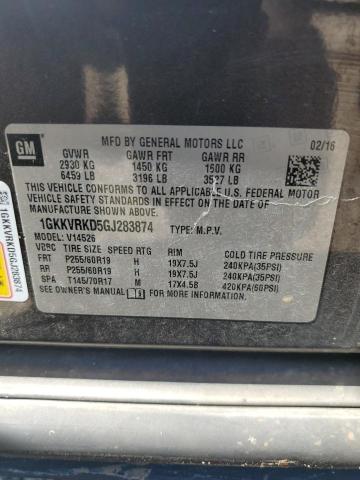 GM
MFD BY GENERAL MOTORS LLC
02/16
GVWR GAWR FRT GAWR RR
2930 KG 1450 KG 1600 KG
6459 LB 3196 LB 3527 LB
THIS VEHICLE CONFORMS TO ALL APPLICABLE U.S. FEDERAL MOTOR
VEHICLE SAFETY STANDARDS IN EFFECT ON THE DATE OF
MANUFACTURE SHOWN ABOVE.
1GKKVRKD5GJ283874 TYPE: M.P.V.
V14526
TIRE SIZE SPEED RTG RIM COLD TIRE PRESSURE
FRT P255/60R19 H 19X7.5J 240KPA(35PSI)
RR P255/60R19 H 19X7.5J 240KPA(35PSI)
SPA T145/70R17 M 17X4.5B 420KPA(60PSI)
SEE OWNER'S MANUAL FOR MORE INFORMATION.
1GKKVRKD5GJ283874